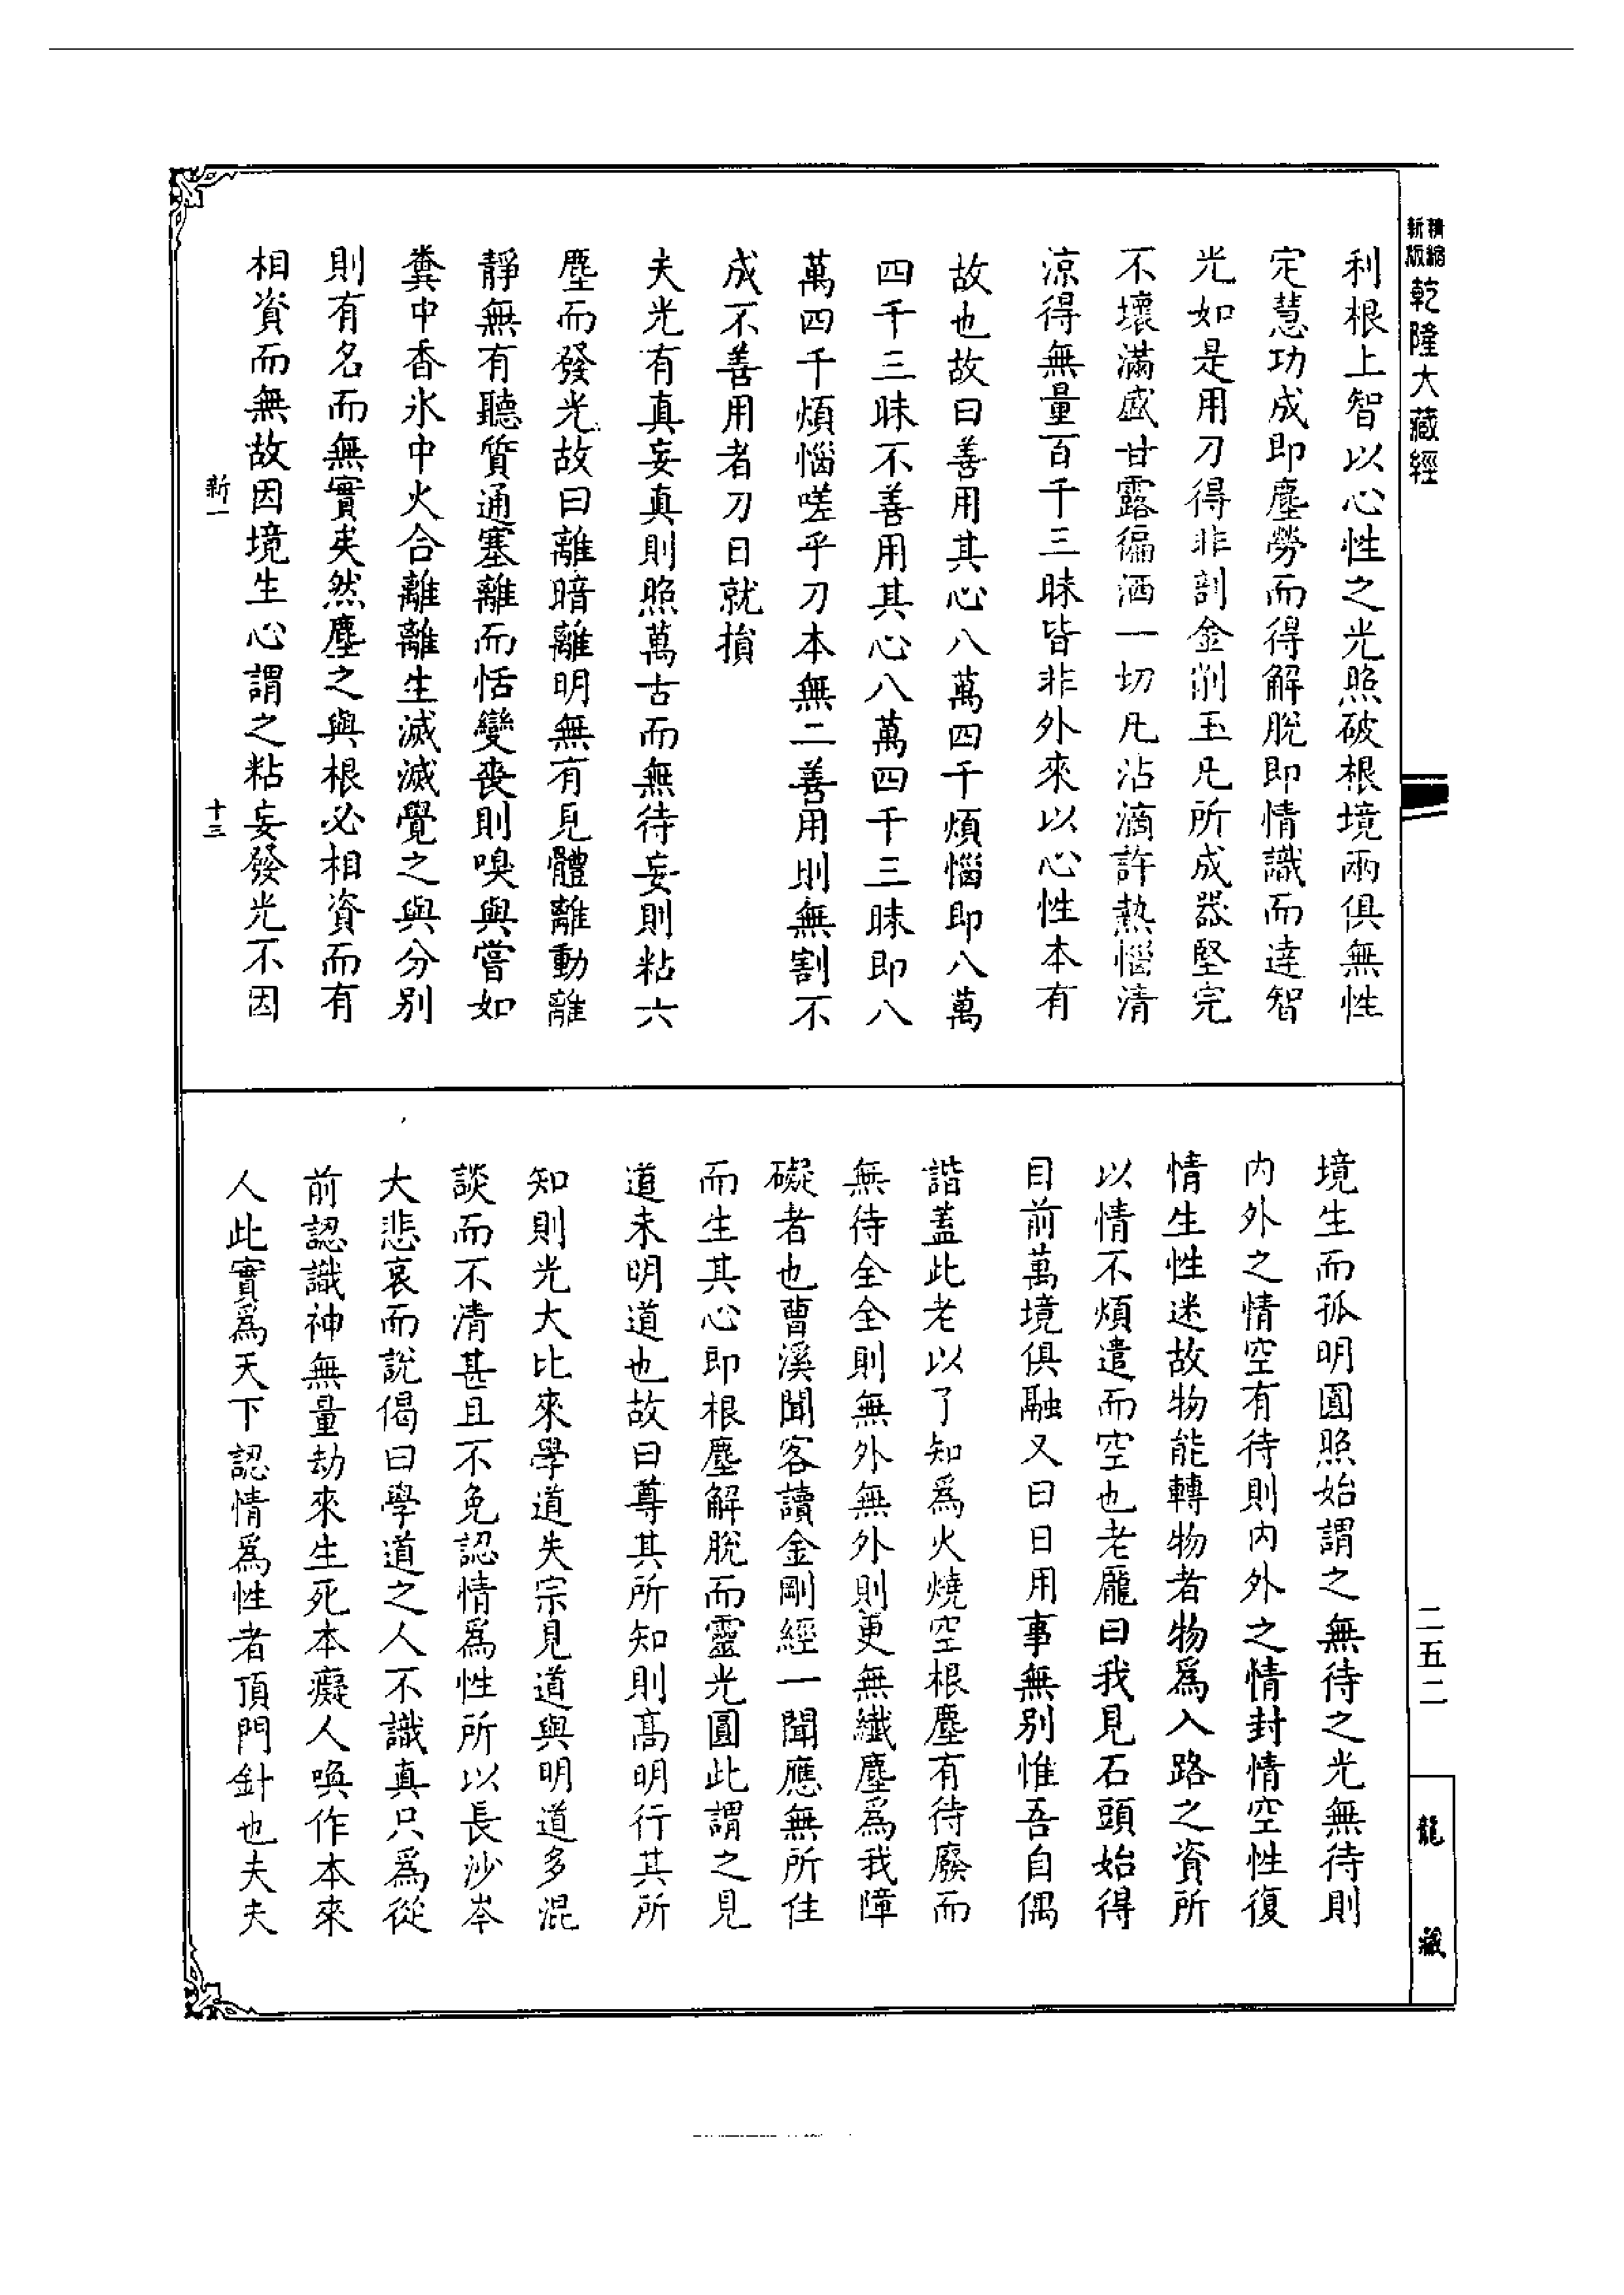 精縮新版乾隆大藏經
利根上智以心性之光照破根境兩俱無性
定慧功成即塵勞而得解脫即情識而達智
光如是用刀得非割金削玉凡所成器堅完
不壞滿盛甘露徧洒一切凡沾滴許熱惱清
涼得無量百千三昧皆非外來以心性本有
故也故曰善用其心八萬四千煩惱即八萬
四千三昧不善用其心八萬四千三昧即八
萬四千煩惱嗟乎刀本無二善用則無割不
成不善用者刀日就損
夫光有真妄真則照萬古而無待妄則粘六
塵而發光故曰離暗離明無有見體離動離
靜無有聽質通塞離而恬變喪則嗅與嘗如
糞中香氷中火合離離生滅滅覺之與分別
則有名而無實矣然塵之與根必相資而有
相資而無故因境生心謂之粘妄發光不因
新一
十三
境生而孤明圓照始謂之無待之光無待則
內外之情空有待則內外之情封情空性復
情生性迷故物能轉物者物爲入路之資所
以情不煩遣而空也老龐曰我見石頭始得
目前萬境俱融又曰日用事無別惟吾自偶
諧蓋此老以了知爲火燒空根塵有待廢而
無待全全則無外無外則更無纖塵爲我障
礙者也曹溪聞客讀金剛經一聞應無所住
而生其心即根塵解脫而靈光圓此謂之見
道未明道也故曰尊其所知則高明行其所
知則光大比來學道失宗見道與明道多混
談而不清甚且不免認情爲性所以長沙岑
大悲哀而說偈曰學道之人不識真只爲從
前認識神無量劫來生死本癡人喚作本來
人此實爲天下認情爲性者頂門針也夫夫
二五二
龍藏